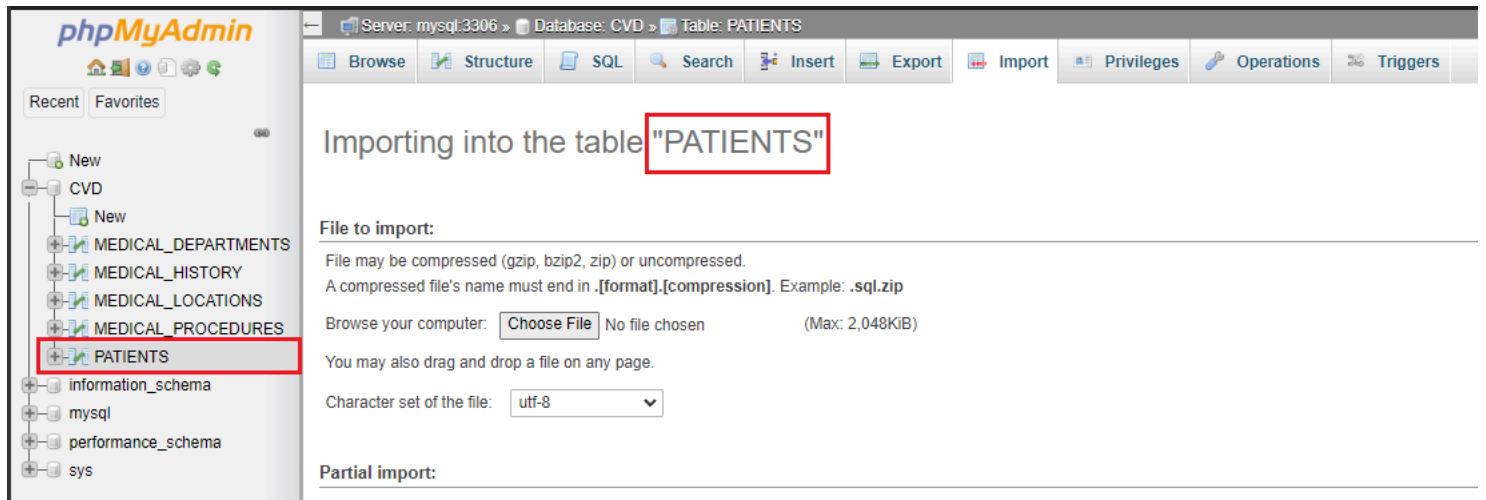 phpMyAdmin
Server: mysql:3306 » Database: CVD » Table: PATIENTS
Browse Structure SQL Search Insert Export Import Privileges Operations Triggers
Recent Favorites
New
CVD
New
MEDICAL_DEPARTMENTS
MEDICAL_HISTORY
MEDICAL_LOCATIONS
MEDICAL_PROCEDURES
PATIENTS
information_schema
mysql
performance_schema
sys
Importing into the table "PATIENTS"
File to import:
File may be compressed (gzip, bzip2, zip) or uncompressed.
A compressed file's name must end in .[format].[compression]. Example: .sql.zip
Browse your computer: Choose File No file chosen (Max: 2,048KiB)
You may also drag and drop a file on any page.
Character set of the file: utf-8
Partial import: